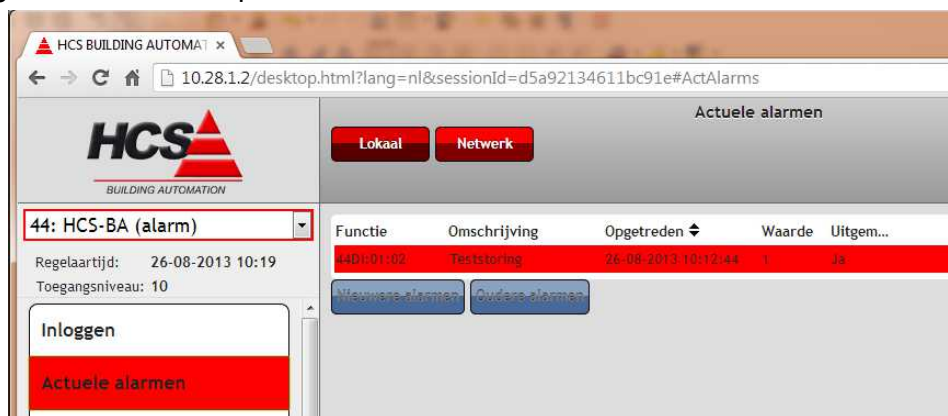 HCS BUILDING AUTOMAT ×
10.28.1.2/desktop.html?lang=nl&sessionId=d5a92134611bc91e#ActAlarms
HCS
BUILDING AUTOMATION
Actuele alarmen
Lokaal Netwerk
44: HCS-BA (alarm)
Regelaartijd: 26-08-2013 10:19
Toegangsniveau: 10
Functie Omschrijving Opgetreden Waarde Uitgem...
44DI:01:02 Teststoring 26-08-2013 10:12:44 1 Ja
Nieuwere alarmen Oudere alarmen
Inloggen
Actuele alarmen